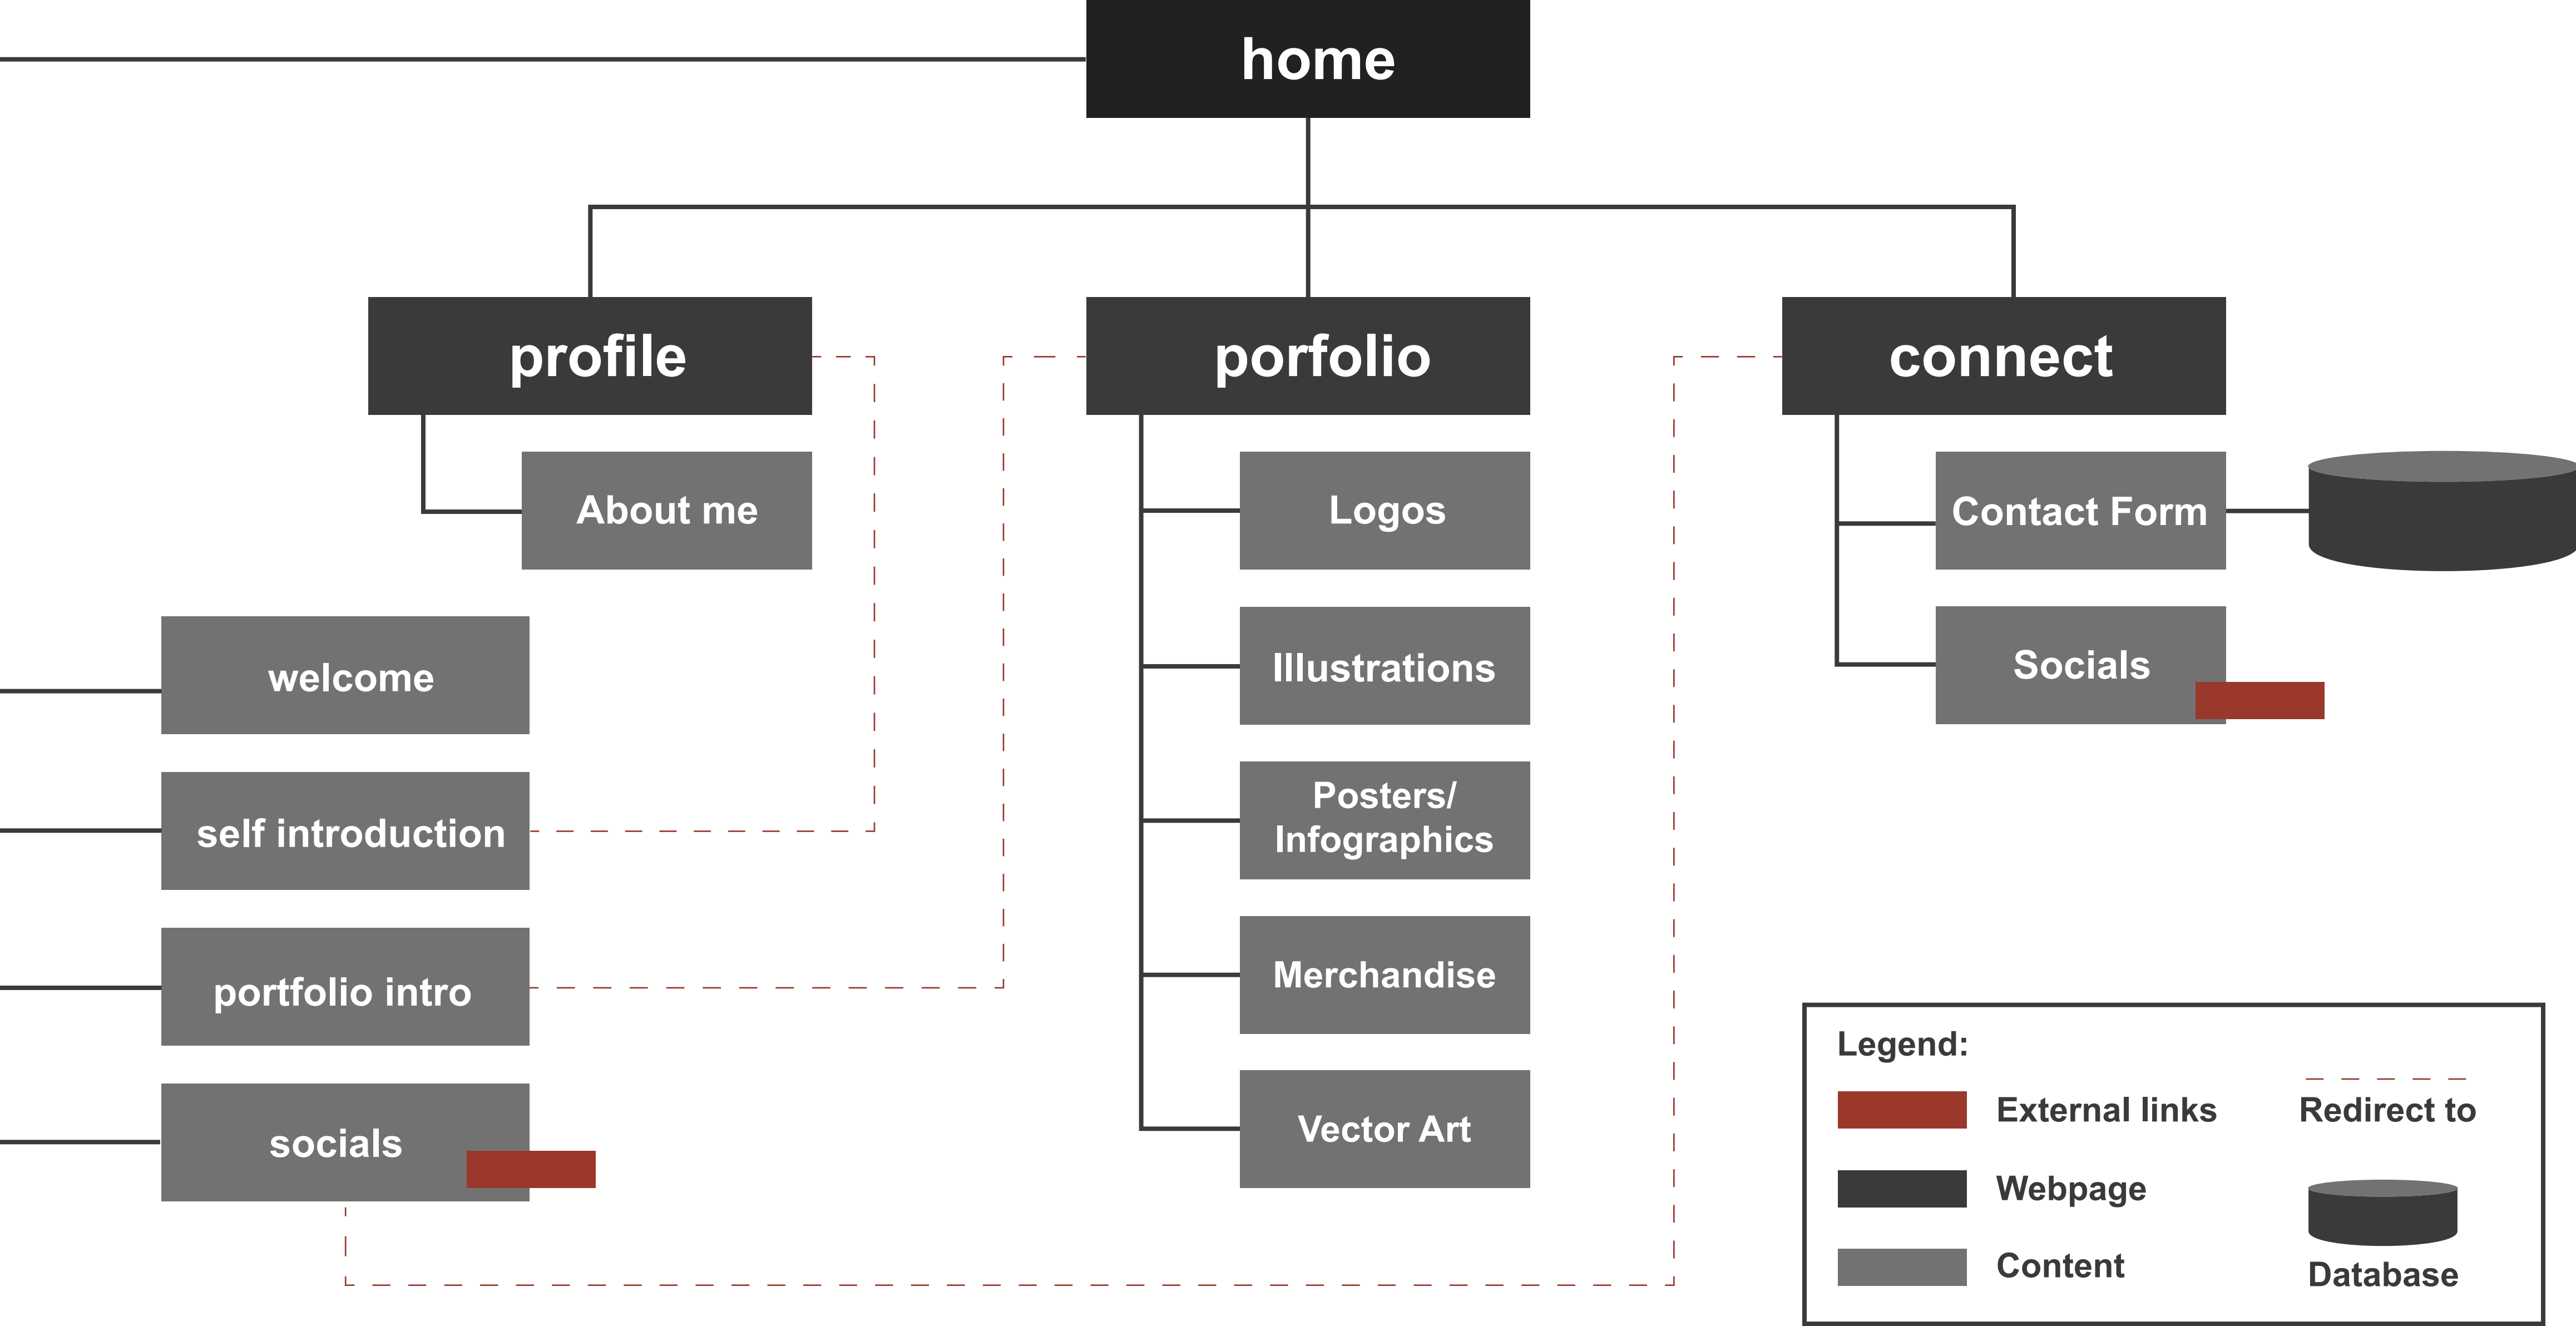 home
profile
porfolio
connect
About me
Logos
Contact Form
welcome
Illustrations
Socials
self introduction
Posters/
Infographics
portfolio intro
Merchandise
socials
Vector Art
Legend:
External links
Redirect to
Webpage
Content
Database